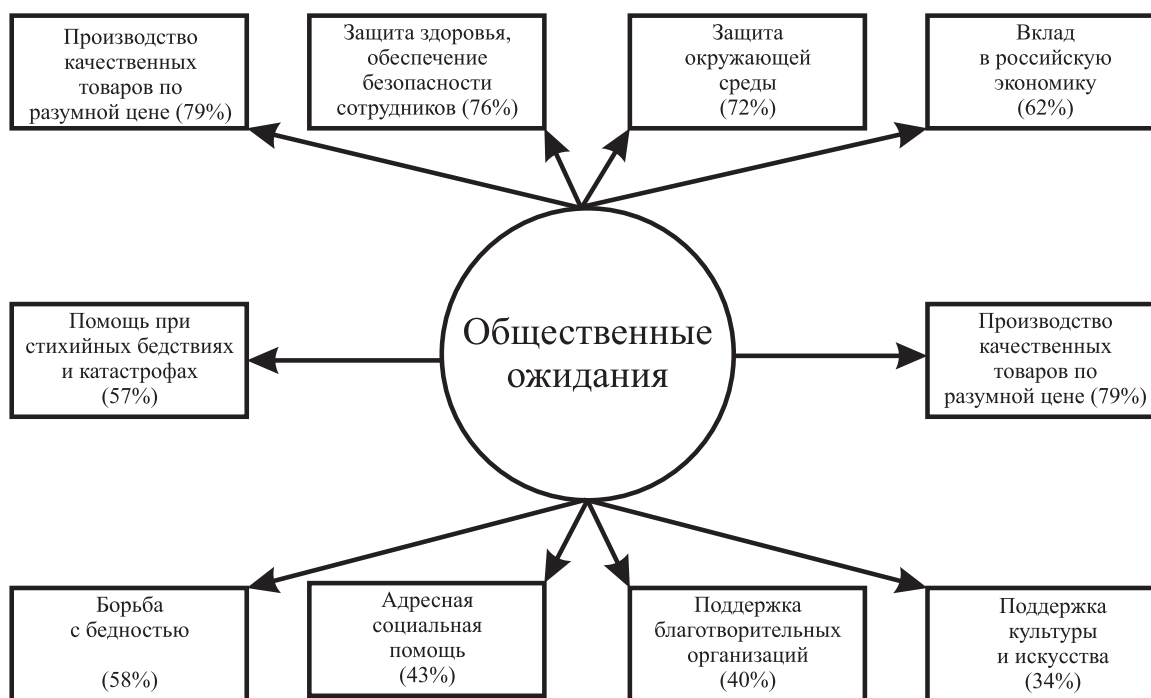 Производство
качественных
товаров по
разумной цене (79%)
Защита здоровья,
обеспечение
безопасности
сотрудников (76%)
Защита
окружающей
среды
(72%)
Вклад
в российскую
экономику
(62%)
Помощь при
стихийных бедствиях
и катастрофах
(57%)
Общественные
ожидания
Производство
качественных
товаров по
разумной цене (79%)
Борьба
с бедностью
(58%)
Адресная
социальная
помощь
(43%)
Поддержка
благотворительных
организаций
(40%)
Поддержка
культуры
и искусства
(34%)